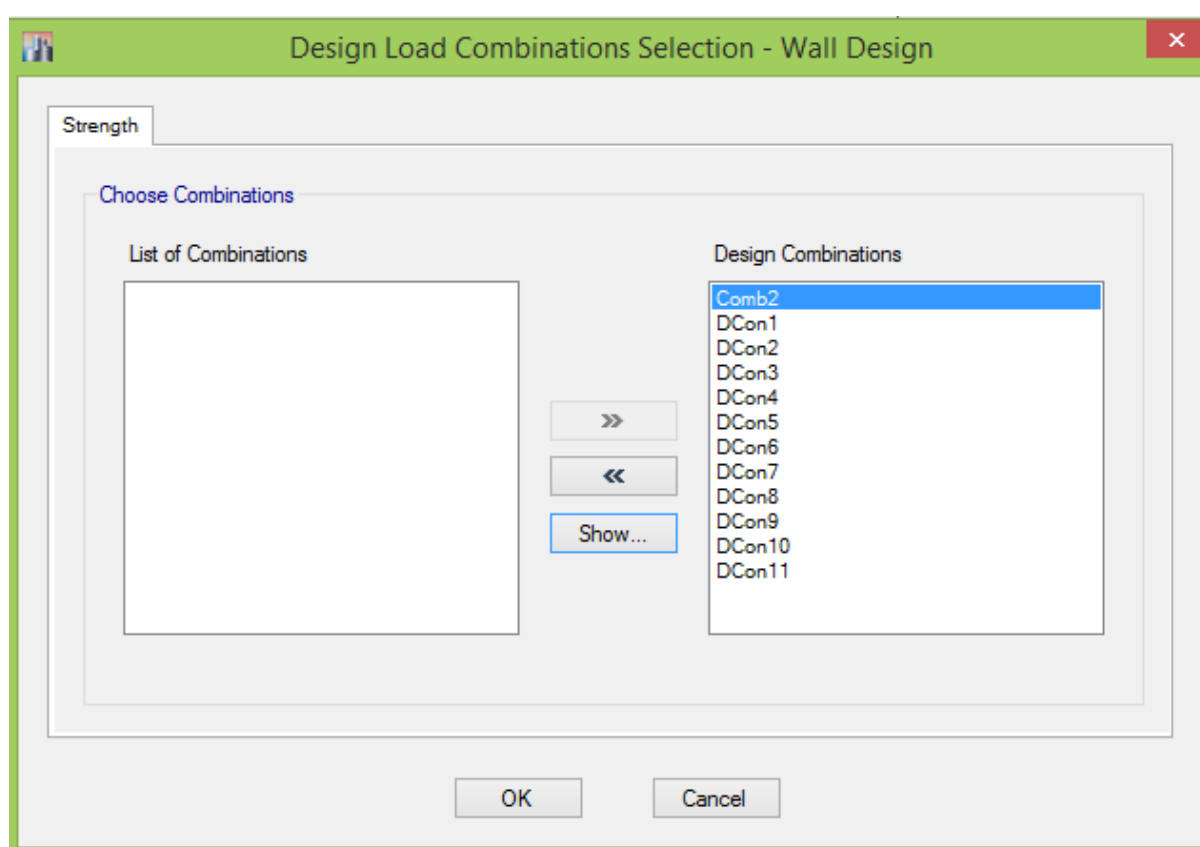 Design Load Combinations Selection - Wall Design
Strength
Choose Combinations
List of Combinations
Design Combinations
Comb2
DCon1
DCon2
DCon3
DCon4
DCon5
DCon6
DCon7
DCon8
DCon9
DCon10
DCon11
>>
<<
Show...
OK
Cancel